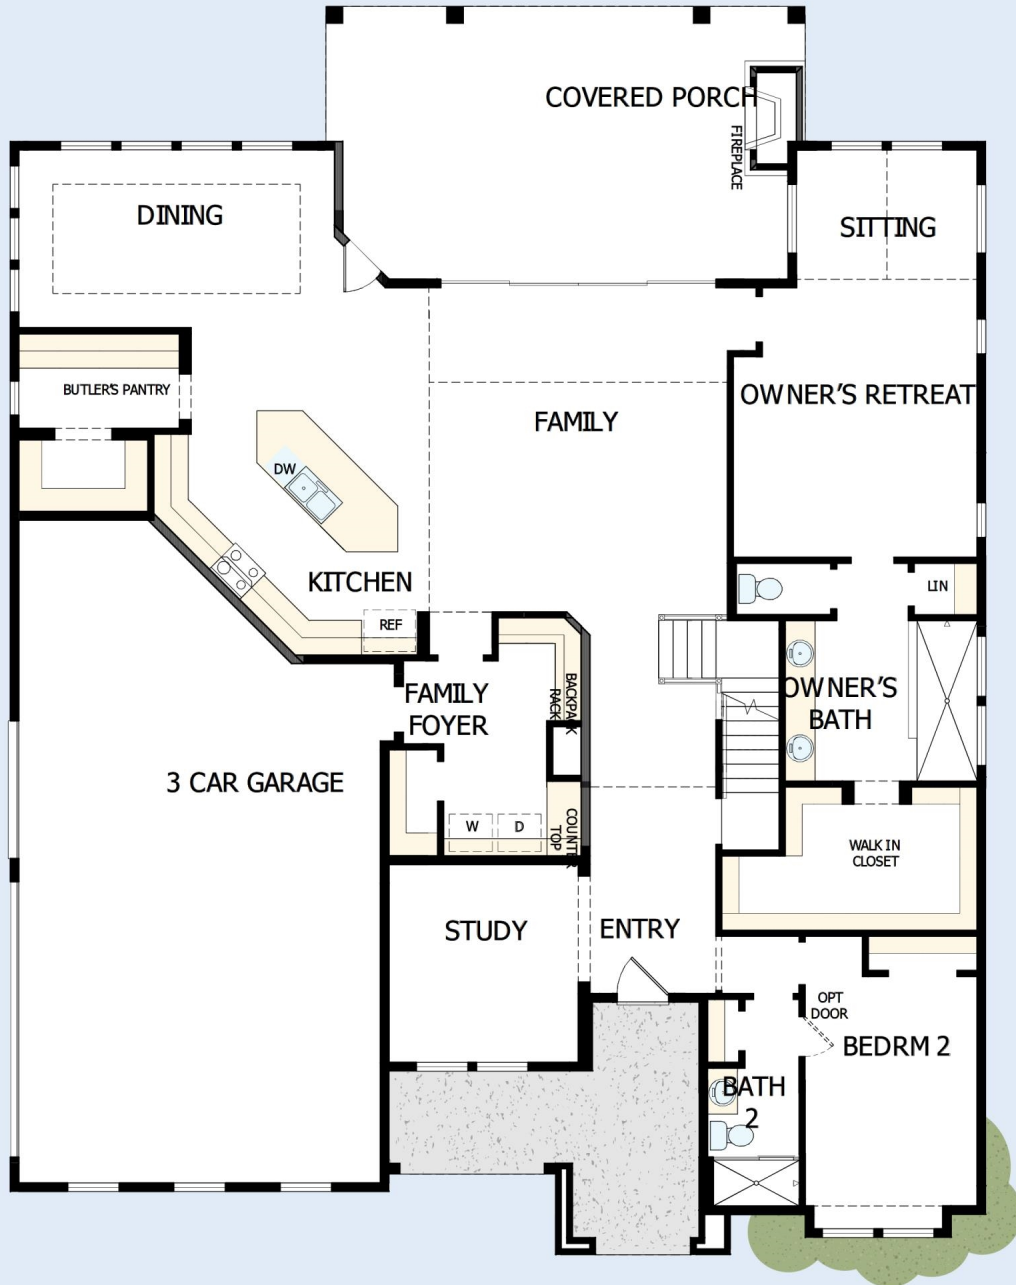 COVERED PORCH
FIREPLACE
DINING
SITTING
BUTLER'S PANTRY
OWNER'S RETREAT
FAMILY
DW
KITCHEN
REF
LIN
FAMILY
FOYER
BACKPACK
RACK
OWNER'S
BATH
3 CAR GARAGE
W
D
COUNTER
TOP
WALK IN
CLOSET
STUDY
ENTRY
OPT
DOOR
BEDRM 2
BATH
2